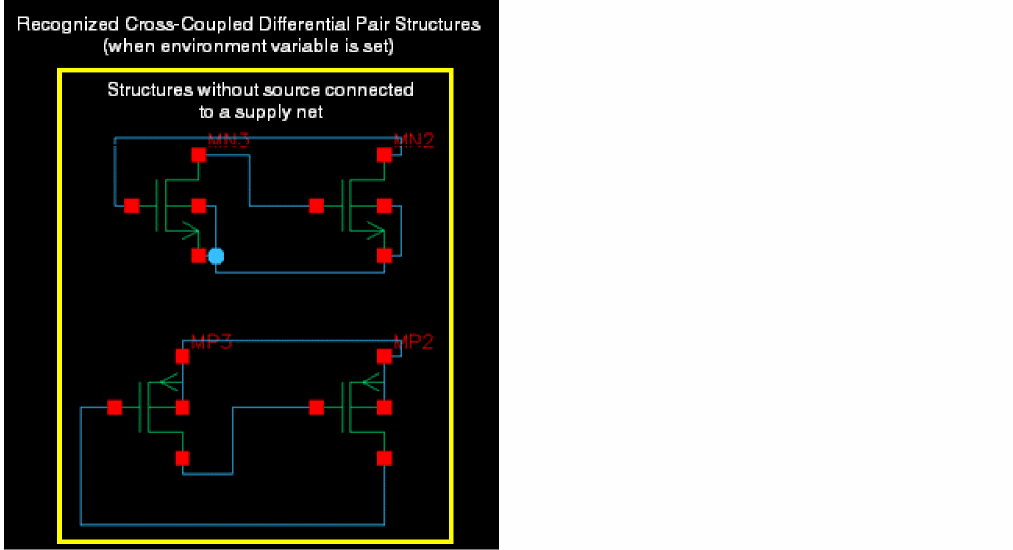 Recognized Cross-Coupled Differential Pair Structures
(when environment variable is set)
Structures without source connected
to a supply net
MN3
MN2
MP3
MP2